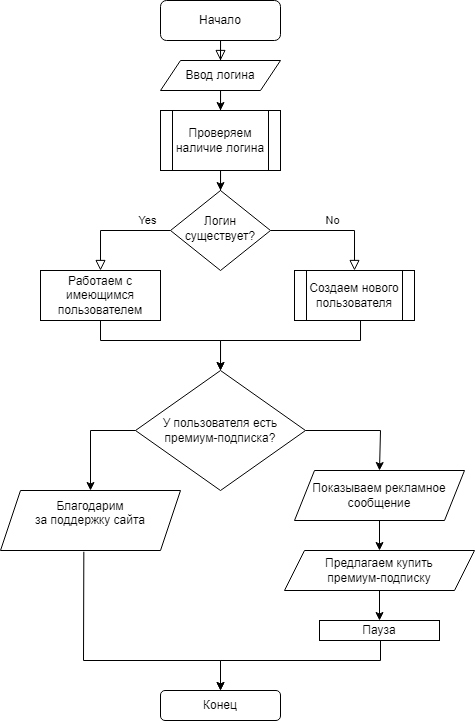 Начало
Ввод логина
Проверяем
наличие логина
Yes
Логин
существует?
No
Работаем с
имеющимся
пользователем
Создаем нового
пользователя
У пользователя есть
премиум-подписка?
Благодарим
за поддержку сайта
Показываем рекламное
сообщение
Предлагаем купить
премиум-подписку
Пауза
Конец